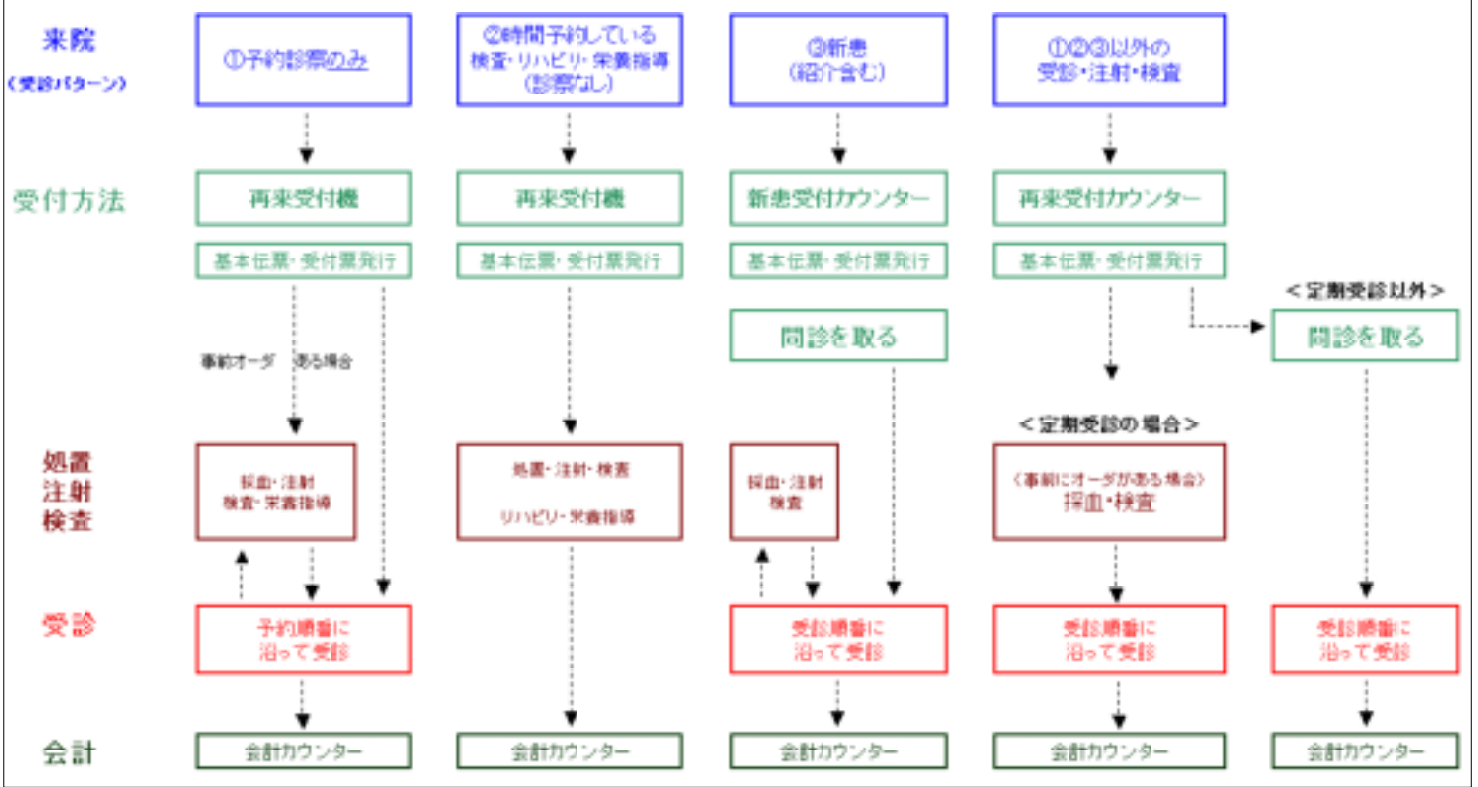 来院
(受診パターン)
①予約診察のみ
②時間予約している
検査・リハビリ・栄養指導
(診察なし)
③新患
(紹介含む)
①②③以外の
受診・注射・検査
受付方法
再来受付機
再来受付機
新患受付カウンター
再来受付カウンター
基本伝票・受付票発行
基本伝票・受付票発行
基本伝票・受付票発行
基本伝票・受付票発行
<定期受診以外>
問診を取る
問診を取る
事前オーダ ある場合
<定期受診の場合>
処置
注射
検査
採血・注射
検査・栄養指導
処置・注射・検査
リハビリ・栄養指導
採血・注射
検査
(事前にオーダがある場合)
採血・検査
受診
予約順番に
沿って受診
受診順番に
沿って受診
受診順番に
沿って受診
受診順番に
沿って受診
会計
会計カウンター
会計カウンター
会計カウンター
会計カウンター
会計カウンター